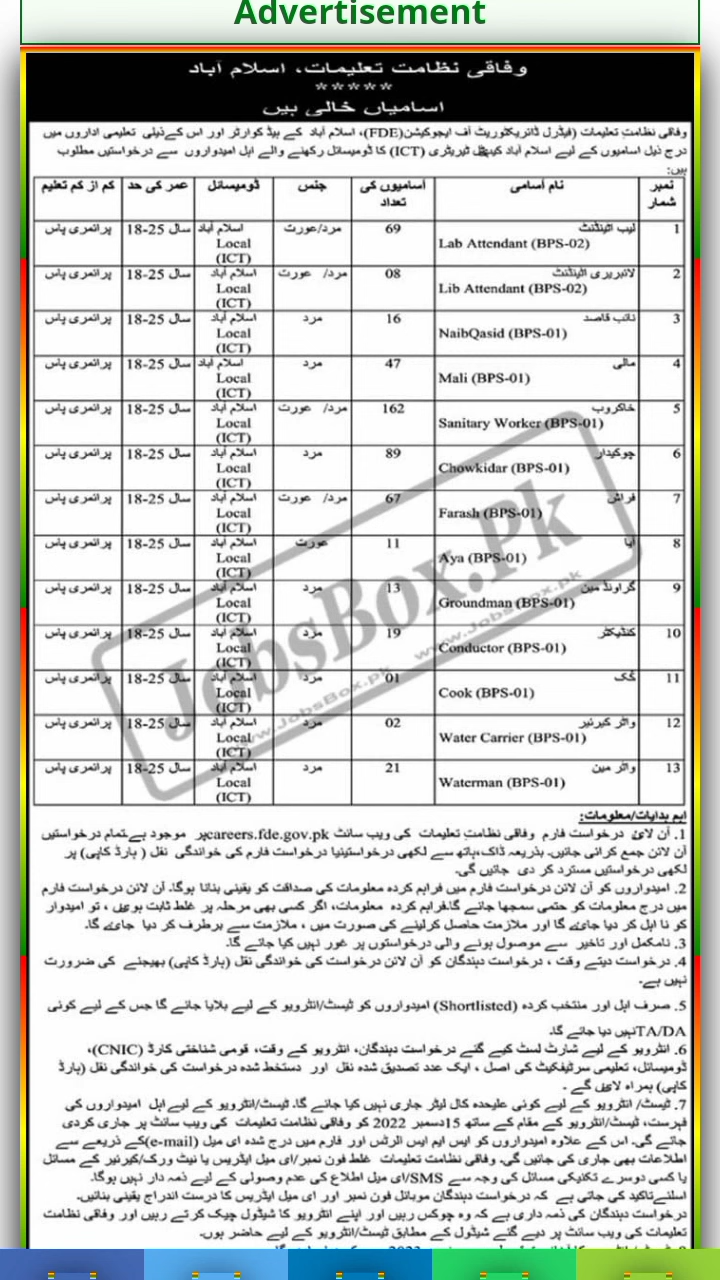 Advertisement
وفاقی نظامت تعلیمات، اسلام آباد
*****
اسامیاں خالی ہیں
وفاقی نظامتِ تعلیمات (فیڈرل ڈائریکٹوریٹ آف ایجوکیشن(FDE)، اسلام آباد کے ہیڈ کوارٹر اور اس کےذیلی تعلیمی اداروں میں
درج ذیل اسامیوں کے لیے اسلام آباد کیپٹل ٹیریٹری (ICT) کا ڈومیسائل رکھنے والے اہل امیدواروں سے درخواستیں مطلوب
ہیں:
نمبر شمار نام اسامی اسامیوں کی تعداد جنس ڈومیسائل عمر کی حد کم از کم تعلیم
1 لیب اٹینڈنٹ Lab Attendant (BPS-02) 69 مرد/عورت اسلام آباد Local (ICT) 18-25 سال پرائمری پاس
2 لائبریری اٹینڈنٹ Lib Attendant (BPS-02) 08 مرد/ عورت اسلام آباد Local (ICT) 18-25 سال پرائمری پاس
3 نائب قاصد NaibQasid (BPS-01) 16 مرد اسلام آباد Local (ICT) 18-25 سال پرائمری پاس
4 مالی Mali (BPS-01) 47 مرد اسلام آباد Local (ICT) 18-25 سال پرائمری پاس
5 خاکروب Sanitary Worker (BPS-01) 162 مرد/ عورت اسلام آباد Local (ICT) 18-25 سال پرائمری پاس
6 چوکیدار Chowkidar (BPS-01) 89 مرد اسلام آباد Local (ICT) 18-25 سال پرائمری پاس
7 فراش Farash (BPS-01) 67 مرد/ عورت اسلام آباد Local (ICT) 18-25 سال پرائمری پاس
8 آیا Aya (BPS-01) 11 عورت اسلام آباد Local (ICT) 18-25 سال پرائمری پاس
9 گراونڈ مین Groundman (BPS-01) 13 مرد اسلام آباد Local (ICT) 18-25 سال پرائمری پاس
10 کنڈیکٹر Conductor (BPS-01) 19 مرد اسلام آباد Local (ICT) 18-25 سال پرائمری پاس
11 کُک Cook (BPS-01) 01 مرد اسلام آباد Local (ICT) 18-25 سال پرائمری پاس
12 واٹر کیرئیر Water Carrier (BPS-01) 02 مرد اسلام آباد Local (ICT) 18-25 سال پرائمری پاس
13 واٹر مین Waterman (BPS-01) 21 مرد اسلام آباد Local (ICT) 18-25 سال پرائمری پاس
JobsBox.Pk
www.JobsBox.pk www.JobsBox.pk
اہم ہدایات/معلومات:
1. آن لائن درخواست فارم وفاقی نظامتِ تعلیمات کی ویب سائٹ careers.fde.gov.pkپر موجود ہے۔تمام درخواستیں
آن لائن جمع کرائی جائیں۔ بذریعہ ڈاک،ہاتھ سے لکھی درخواستیںیا درخواست فارم کی خواندگی نقل ( ہارڈ کاپی) پر
لکھی درخواستیں مسترد کر دی جائیں گی۔
2. امیدواروں کو آن لائن درخواست فارم میں فراہم کردہ معلومات کی صداقت کو یقینی بنانا ہوگا۔ آن لائن درخواست فارم
میں درج معلومات کو حتمی سمجھا جائے گا۔فراہم کردہ معلومات، اگر کسی بھی مرحلہ پر غلط ثابت ہوئیں ، تو امیدوار
کو نا اہل کر دیا جائے گا اور ملازمت حاصل کرلینے کی صورت میں ، ملازمت سے برطرف کر دیا جائے گا۔
3. نامکمل اور تاخیر سے موصول ہونے والی درخواستوں پر غور نہیں کیا جائے گا۔
4. درخواست دیتے وقت ، درخواست دہندگان کو آن لائن درخواست کی خواندگی نقل (ہارڈ کاپی) بھیجنے کی ضرورت
نہیں ہے۔
5. صرف اہل اور منتخب کردہ (Shortlisted) امیدواروں کو ٹیسٹ/انٹرویو کے لیے بلایا جائے گا جس کے لیے کوئی
TA/DAنہیں دیا جائے گا۔
6. انٹرویو کے لیے شارٹ لسٹ کیے گئے درخواست دہندگان، انٹرویو کے وقت، قومی شناختی کارڈ (CNIC)،
ڈومیسائل، تعلیمی سرٹیفکیٹ کی اصل ، ایک عدد تصدیق شدہ نقل اور دستخط شدہ درخواست کی خواندگی نقل (ہارڈ
کاپی) ہمراہ لائیں گے ۔
7. ٹیسٹ/ انٹرویو کے لیے کوئی علیحدہ کال لیٹر جاری نہیں کیا جائے گا۔ ٹیسٹ/انٹرویو کے لیےاہل امیدواروں کی
فہرست، ٹیسٹ/انٹرویو کے مقام کے ساتھ 15دسمبر 2022 کو وفاقی نظامت تعلیمات کی ویب سائٹ پر جاری کردی
جائے گی۔ اس کے علاوہ امیدواروں کو ایس ایم ایس الرٹس اور فارم میں درج شدہ ای میل (e-mail)کے ذریعے سے
اطلاعات بھی جاری کی جائیں گی۔ وفاقی نظامت تعلیمات غلط فون نمبر/ای میل ایڈریس یا نیٹ ورک/کیرئیر کے مسائل
یا کسی دوسرے تکنیکی مسائل کی وجہ سے SMS/ای میل اطلاع کی عدم وصولی کے لیے ذمہ دار نہیں ہوگا۔
اسلئےتاکید کی جاتی ہے کہ درخواست دہندگان موبائل فون نمبر اور ای میل ایڈریس کا درست اندراج یقینی بنائیں۔
درخواست دہندگان کی ذمہ داری ہے کہ وہ چوکس رہیں اور اپنے انٹرویو کا شیڈول چیک کرتے رہیں اور وفاقی نظامت
تعلیمات کی ویب سائٹ پر دیے گئے شیڈول کے مطابق ٹیسٹ/انٹرویو کے لیے حاضر ہوں۔